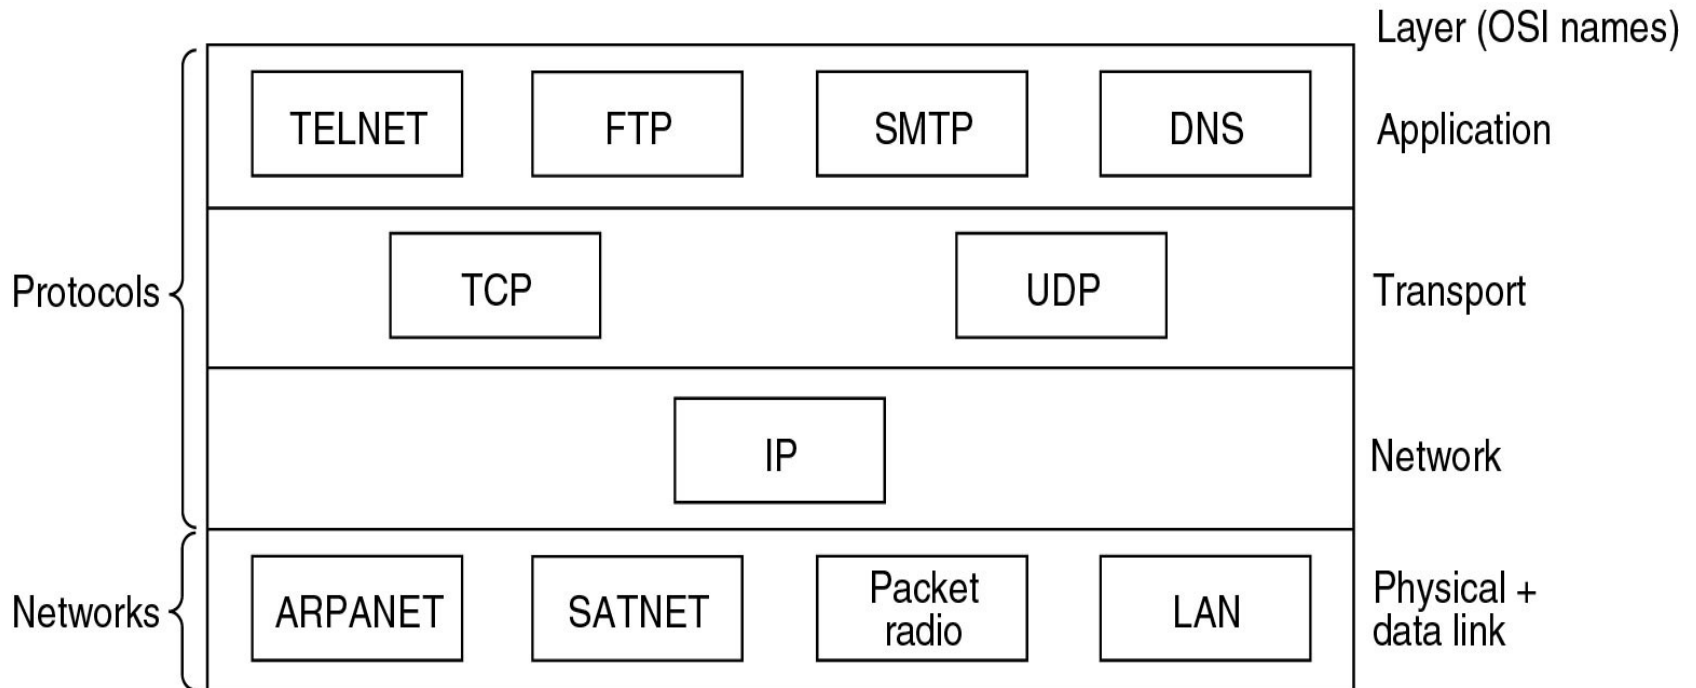 Layer (OSI names)
TELNET FTP SMTP DNS Application
Protocols TCP UDP Transport
IP Network
Networks ARPANET SATNET Packet radio LAN Physical +
data link